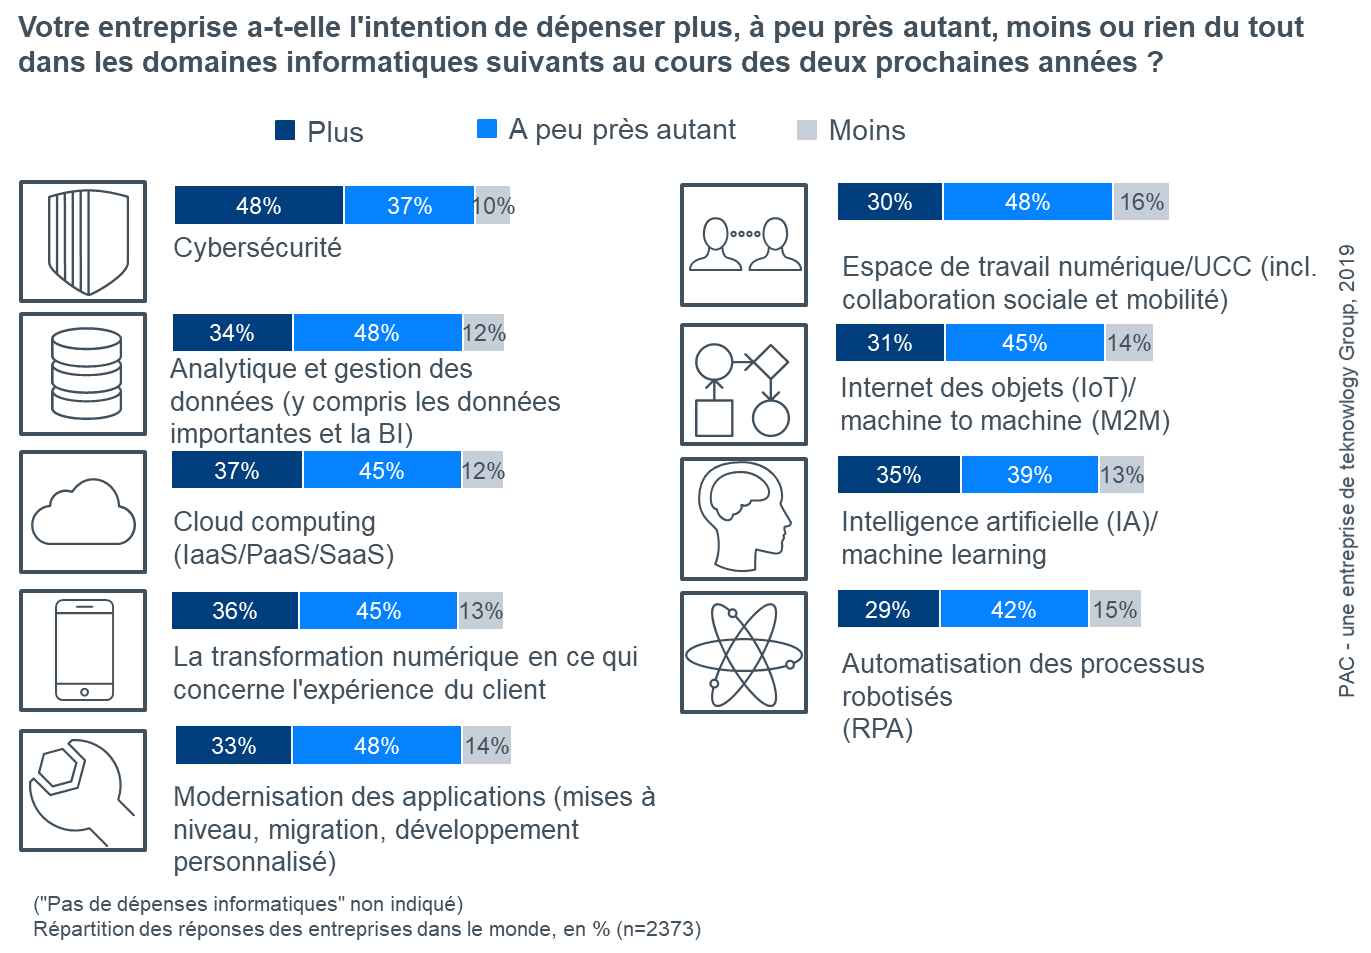 Votre entreprise a-t-elle l'intention de dépenser plus, à peu près autant, moins ou rien du tout
dans les domaines informatiques suivants au cours des deux prochaines années ?
Plus
A peu près autant
Moins
48% 37% 10%
Cybersécurité
34% 48% 12%
Analytique et gestion des
données (y compris les données
importantes et la BI)
37% 45% 12%
Cloud computing
(IaaS/PaaS/SaaS)
36% 45% 13%
La transformation numérique en ce qui
concerne l'expérience du client
33% 48% 14%
Modernisation des applications (mises à
niveau, migration, développement
personnalisé)
30% 48% 16%
Espace de travail numérique/UCC (incl.
collaboration sociale et mobilité)
31% 45% 14%
Internet des objets (IoT)/
machine to machine (M2M)
35% 39% 13%
Intelligence artificielle (IA)/
machine learning
29% 42% 15%
Automatisation des processus
robotisés
(RPA)
("Pas de dépenses informatiques" non indiqué)
Répartition des réponses des entreprises dans le monde, en % (n=2373)
PAC - une entreprise de teknowlogy Group, 2019